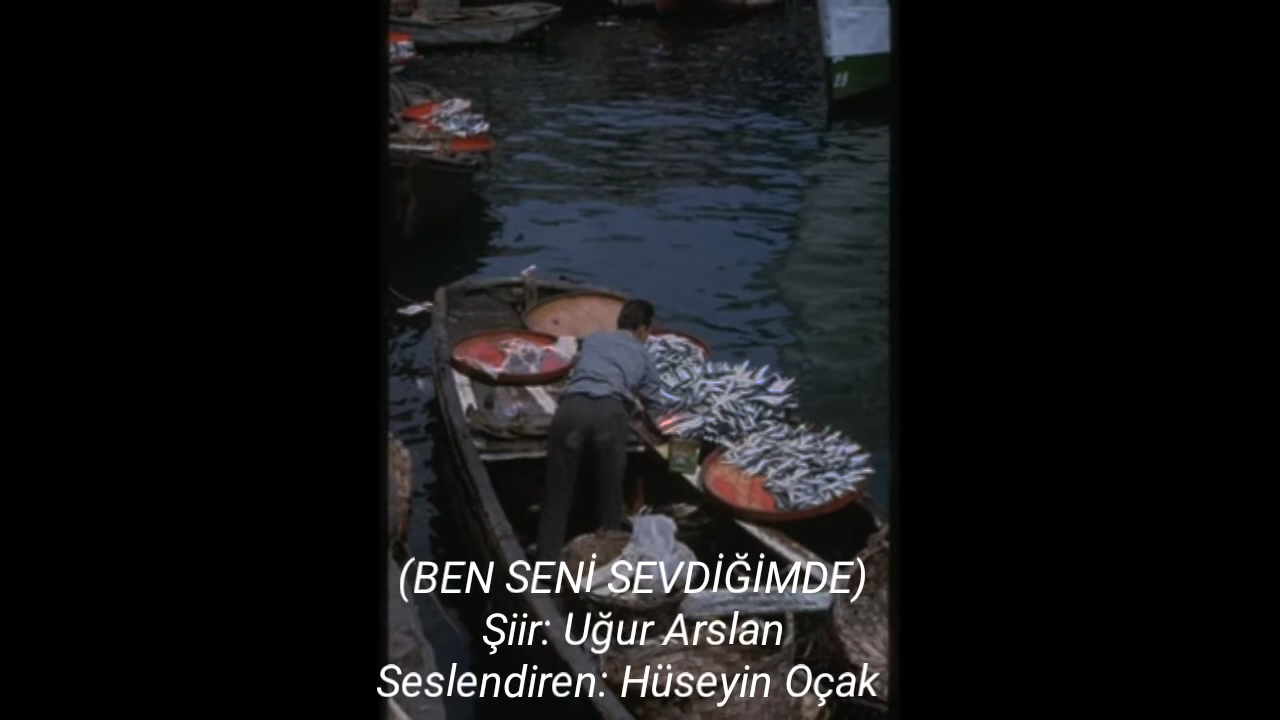 (BEN SENİ SEVDİĞİMDE)
Şiir: Uğur Arslan
Seslendiren: Hüseyin Oçak